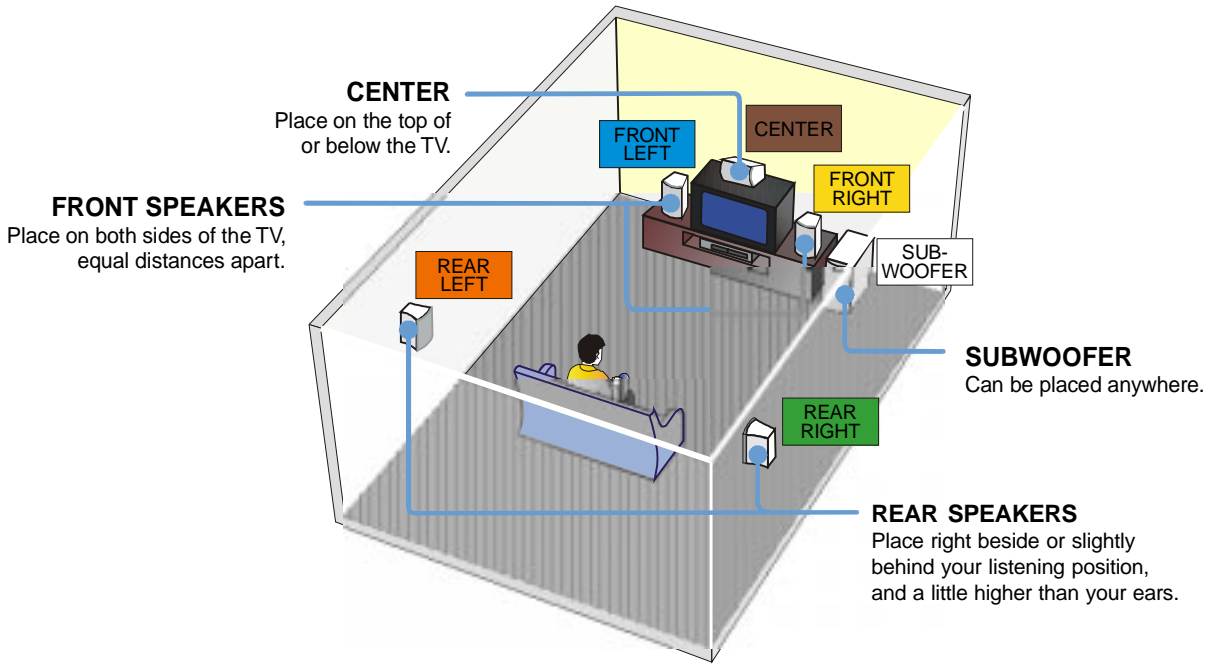 CENTER
Place on the top of
or below the TV.
FRONT SPEAKERS
Place on both sides of the TV,
equal distances apart.
FRONT
LEFT
CENTER
FRONT
RIGHT
SUB-
WOOFER
REAR
LEFT
SUBWOOFER
Can be placed anywhere.
REAR
RIGHT
REAR SPEAKERS
Place right beside or slightly
behind your listening position,
and a little higher than your ears.